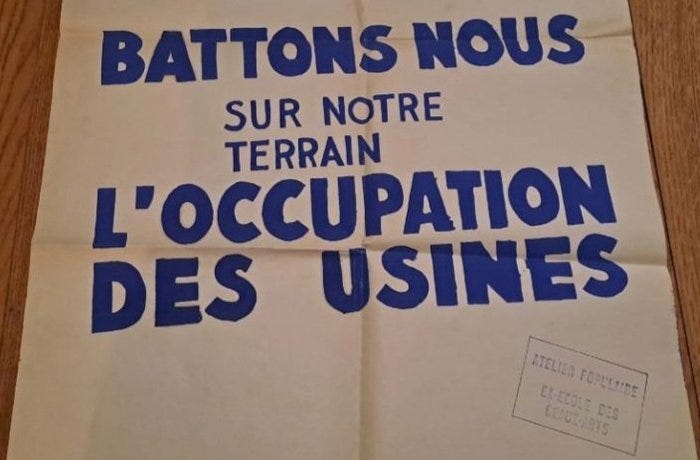 BATTONS NOUS
SUR NOTRE
TERRAIN
L'OCCUPATION
DES USINES
ATELIER POPULAIRE
EX-ECOLE DES
BEAUX-ARTS